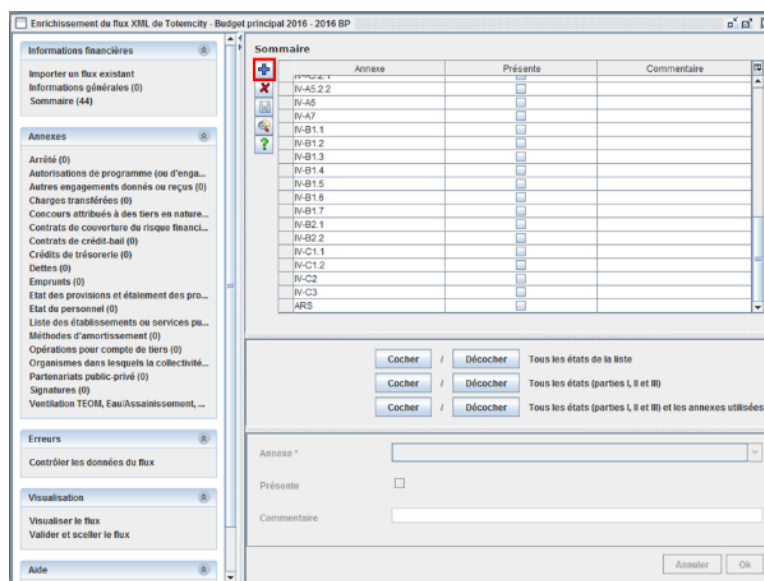 Enrichissement du flux XML de Totemcity - Budget principal 2016 - 2016 BP
Informations financières
Importer un flux existant
Informations générales (0)
Sommaire (44)
Annexes
Arrêté (0)
Autorisations de programme (ou d'enga...
Autres engagements donnés ou reçus (0)
Charges transférées (0)
Concours attribués à des tiers en nature...
Contrats de couverture du risque financi...
Contrats de crédit-bail (0)
Crédits de trésorerie (0)
Dettes (0)
Emprunts (0)
Etat des provisions et étalement des pro...
Etat du personnel (0)
Liste des établissements ou services pu...
Méthodes d'amortissement (0)
Opérations pour compte de tiers (0)
Organismes dans lesquels la collectivité...
Partenariats public-privé (0)
Signatures (0)
Ventilation TEOM, Eau/Assainissement, ...
Erreurs
Contrôler les données du flux
Visualisation
Visualiser le flux
Valider et sceller le flux
Aide
Sommaire
Annexe Présente Commentaire
IV-A5.2.1
IV-A5.2.2
IV-A6
IV-A7
IV-B1.1
IV-B1.2
IV-B1.3
IV-B1.4
IV-B1.5
IV-B1.6
IV-B1.7
IV-B2.1
IV-B2.2
IV-C1.1
IV-C1.2
IV-C2
IV-C3
ARS
Cocher / Décocher Tous les états de la liste
Cocher / Décocher Tous les états (parties I, II et III)
Cocher / Décocher Tous les états (parties I, II et III) et les annexes utilisées
Annexe *
Présente
Commentaire
Annuler Ok